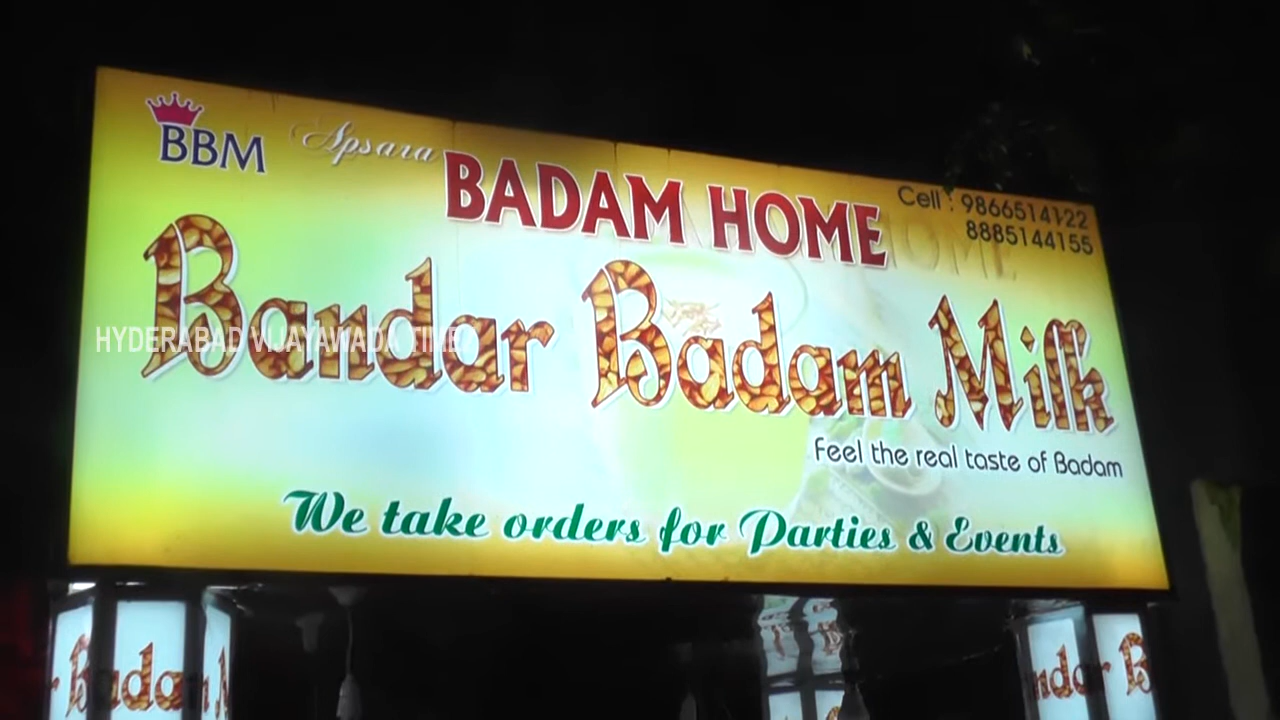 BBM
Apsara
BADAM HOME
Cell : 9866514122
8885144155
Bandar Badam Milk
HYDERABAD VIJAYAWADA TIME
Feel the real taste of Badam
We take orders for Parties & Events
Badam